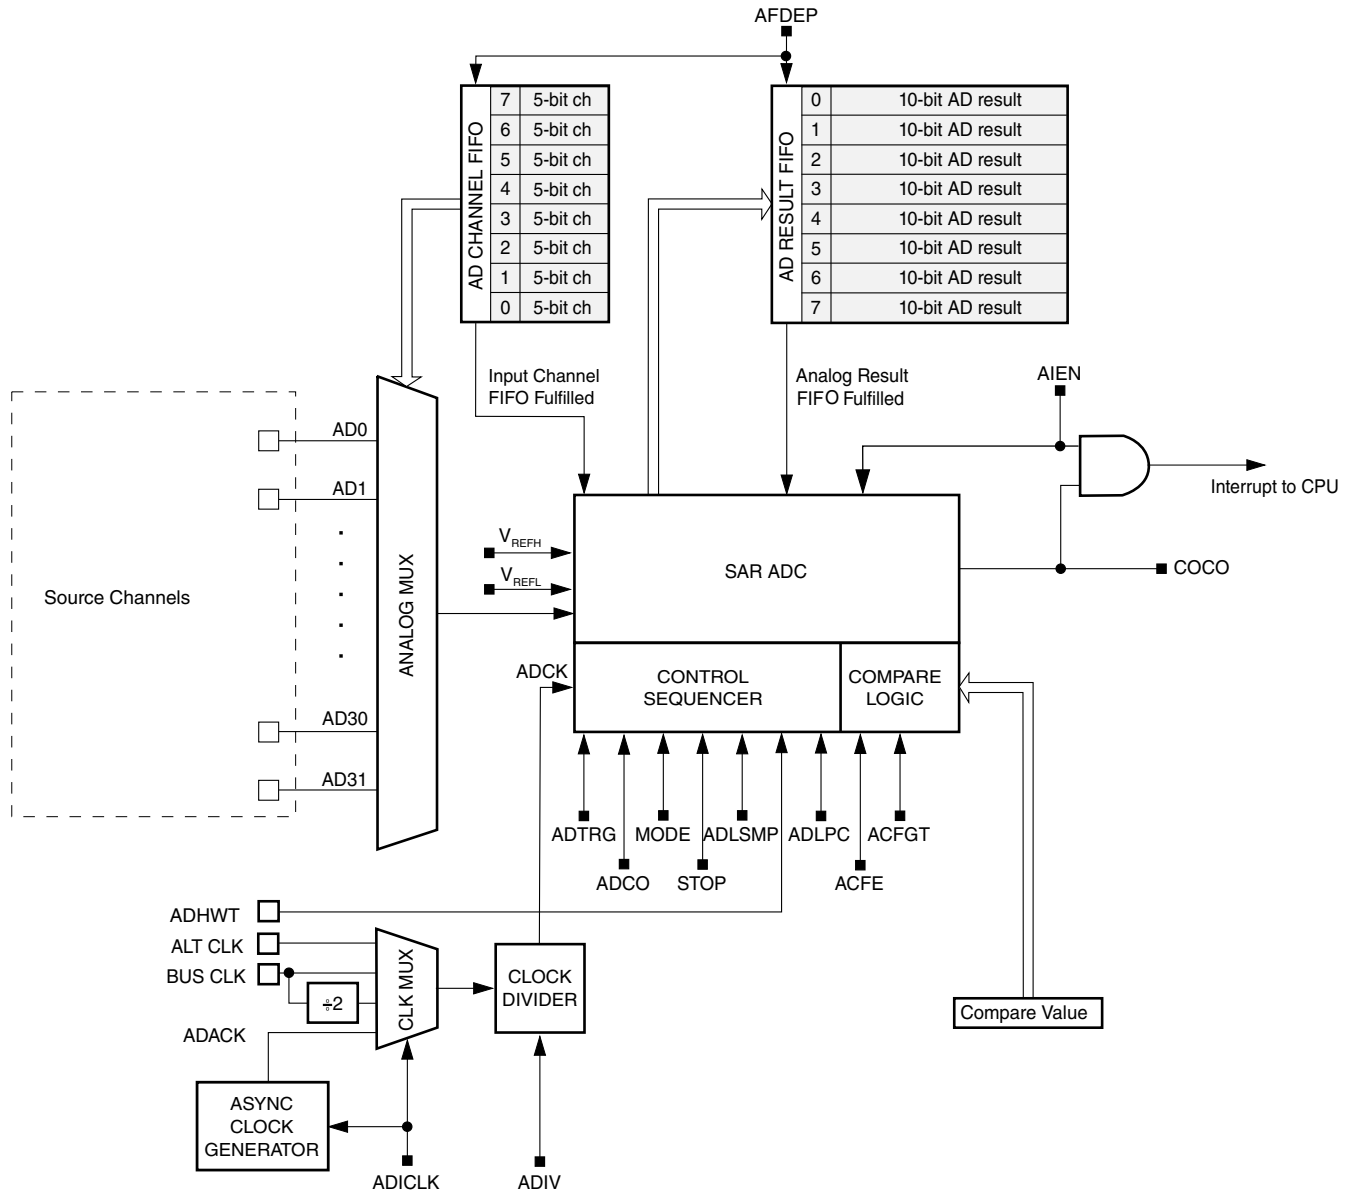 AFDEP
AD CHANNEL FIFO
7 5-bit ch
6 5-bit ch
5 5-bit ch
4 5-bit ch
3 5-bit ch
2 5-bit ch
1 5-bit ch
0 5-bit ch
AD RESULT FIFO
0 10-bit AD result
1 10-bit AD result
2 10-bit AD result
3 10-bit AD result
4 10-bit AD result
5 10-bit AD result
6 10-bit AD result
7 10-bit AD result
Input Channel
FIFO Fulfilled
Analog Result
FIFO Fulfilled
AIEN
Interrupt to CPU
COCO
Source Channels
AD0
AD1
AD30
AD31
ANALOG MUX
VREFH
VREFL
SAR ADC
ADCK
CONTROL
SEQUENCER
COMPARE
LOGIC
ADTRG
MODE
ADLSMP
ADLPC
ACFGT
ADCO
STOP
ACFE
ADHWT
ALT CLK
BUS CLK
÷2
ADACK
CLK MUX
CLOCK
DIVIDER
Compare Value
ASYNC
CLOCK
GENERATOR
ADICLK
ADIV